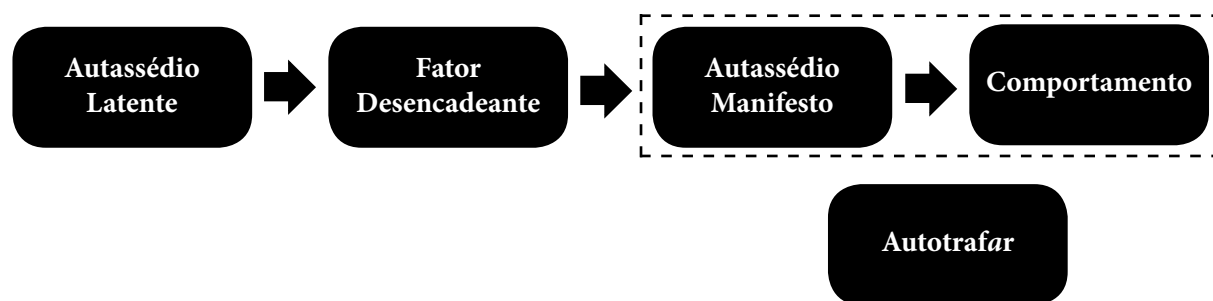 Autassédio
Latente
Fator
Desencadeante
Autassédio
Manifesto
Comportamento
Autotrafar